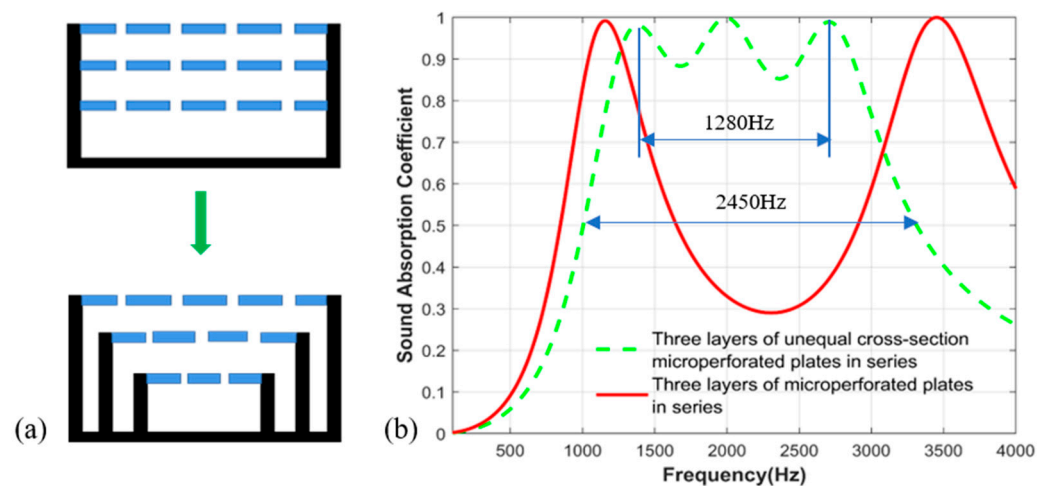 (a)
(b)
Sound Absorption Coefficient
1
0.9
0.8
0.7
0.6
0.5
0.4
0.3
0.2
0.1
0
1280Hz
2450Hz
Three layers of unequal cross-section
microperforated plates in series
Three layers of microperforated plates
in series
500 1000 1500 2000 2500 3000 3500 4000
Frequency(Hz)